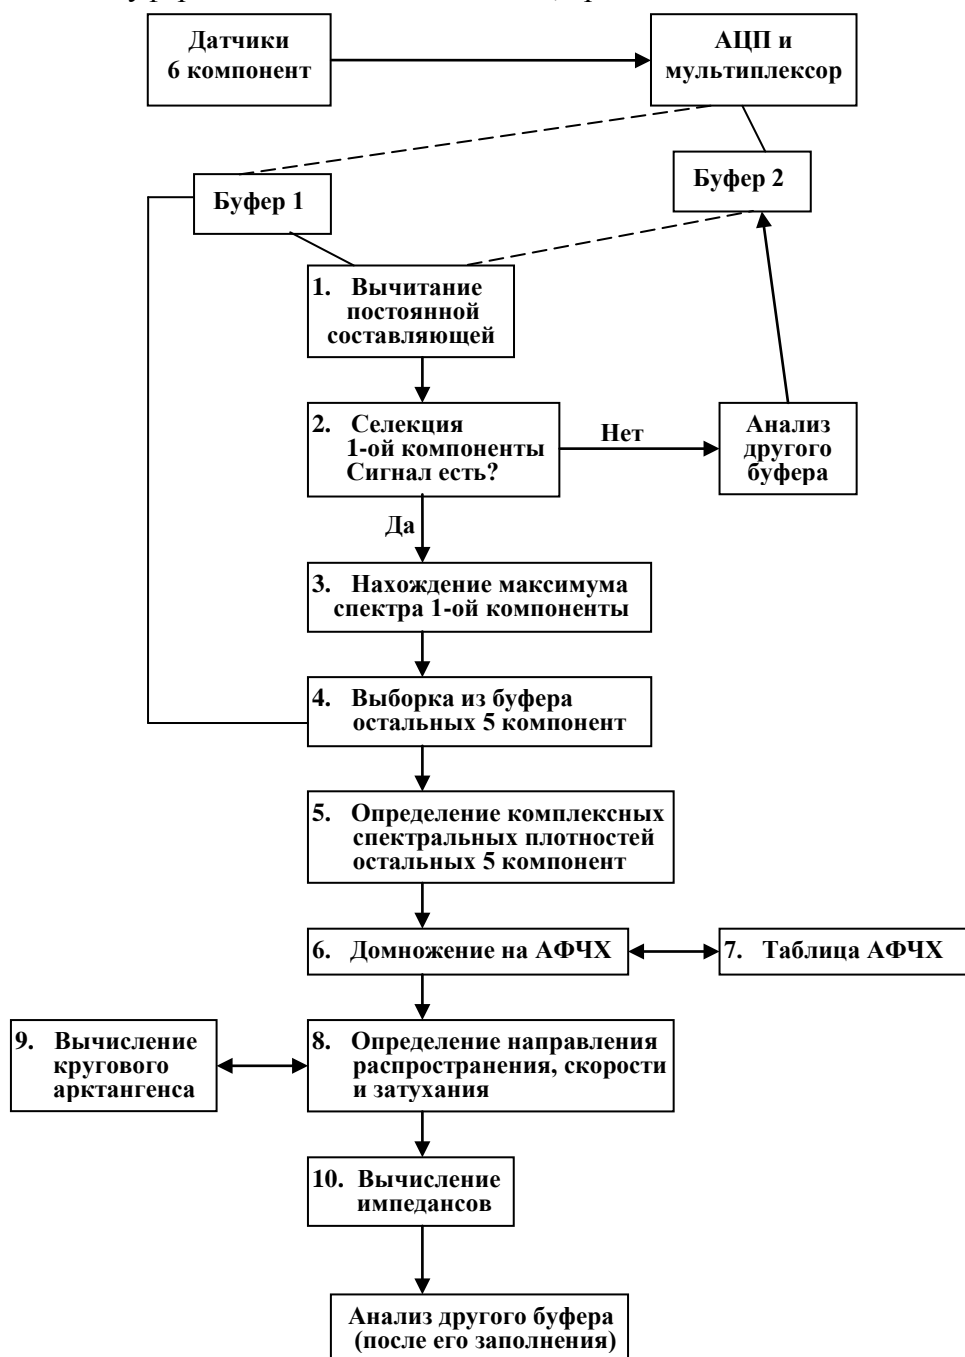 Датчики
6 компонент
АЦП и
мультиплексор
Буфер 1
Буфер 2
1. Вычитание
постоянной
составляющей
2. Селекция
1-ой компоненты
Сигнал есть?
Нет
Анализ
другого
буфера
Да
3. Нахождение максимума
спектра 1-ой компоненты
4. Выборка из буфера
остальных 5 компонент
5. Определение комплексных
спектральных плотностей
остальных 5 компонент
6. Домножение на АФЧХ
7. Таблица АФЧХ
9. Вычисление
кругового
арктангенса
8. Определение направления
распространения, скорости
и затухания
10. Вычисление
импедансов
Анализ другого буфера
(после его заполнения)